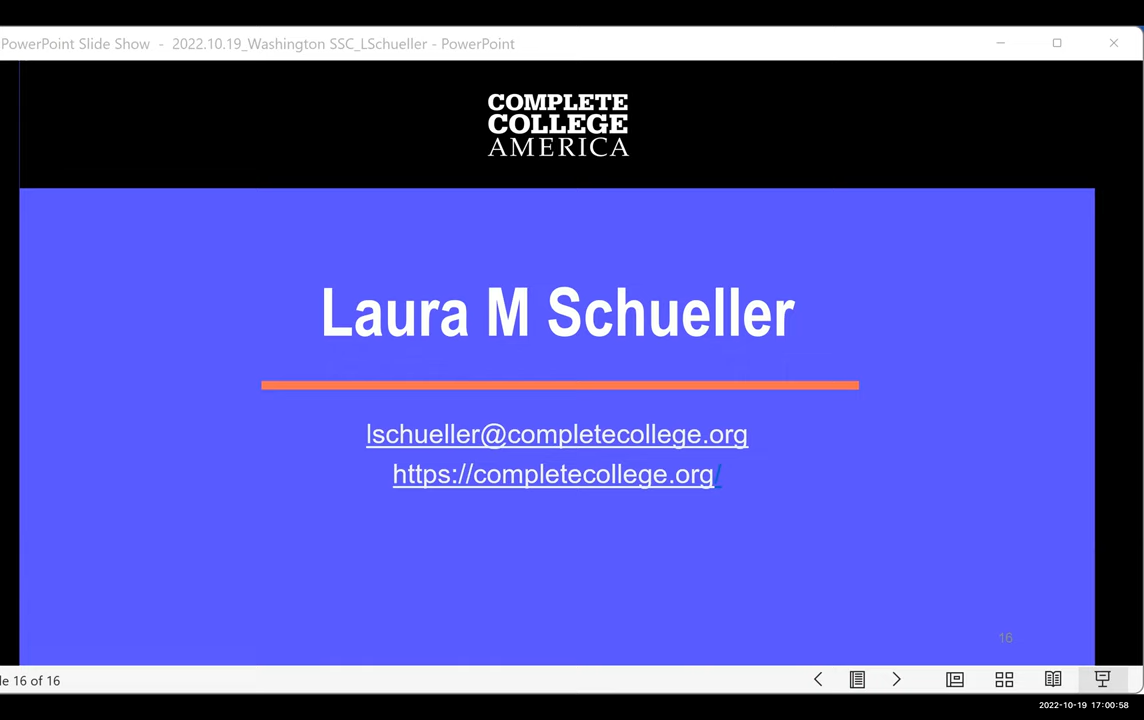 PowerPoint Slide Show - 2022.10.19_Washington SSC_LSchueller - PowerPoint
COMPLETE
COLLEGE
AMERICA
Laura M Schueller
lschueller@completecollege.org
https://completecollege.org/
16
le 16 of 16
2022-10-19 17:00:58